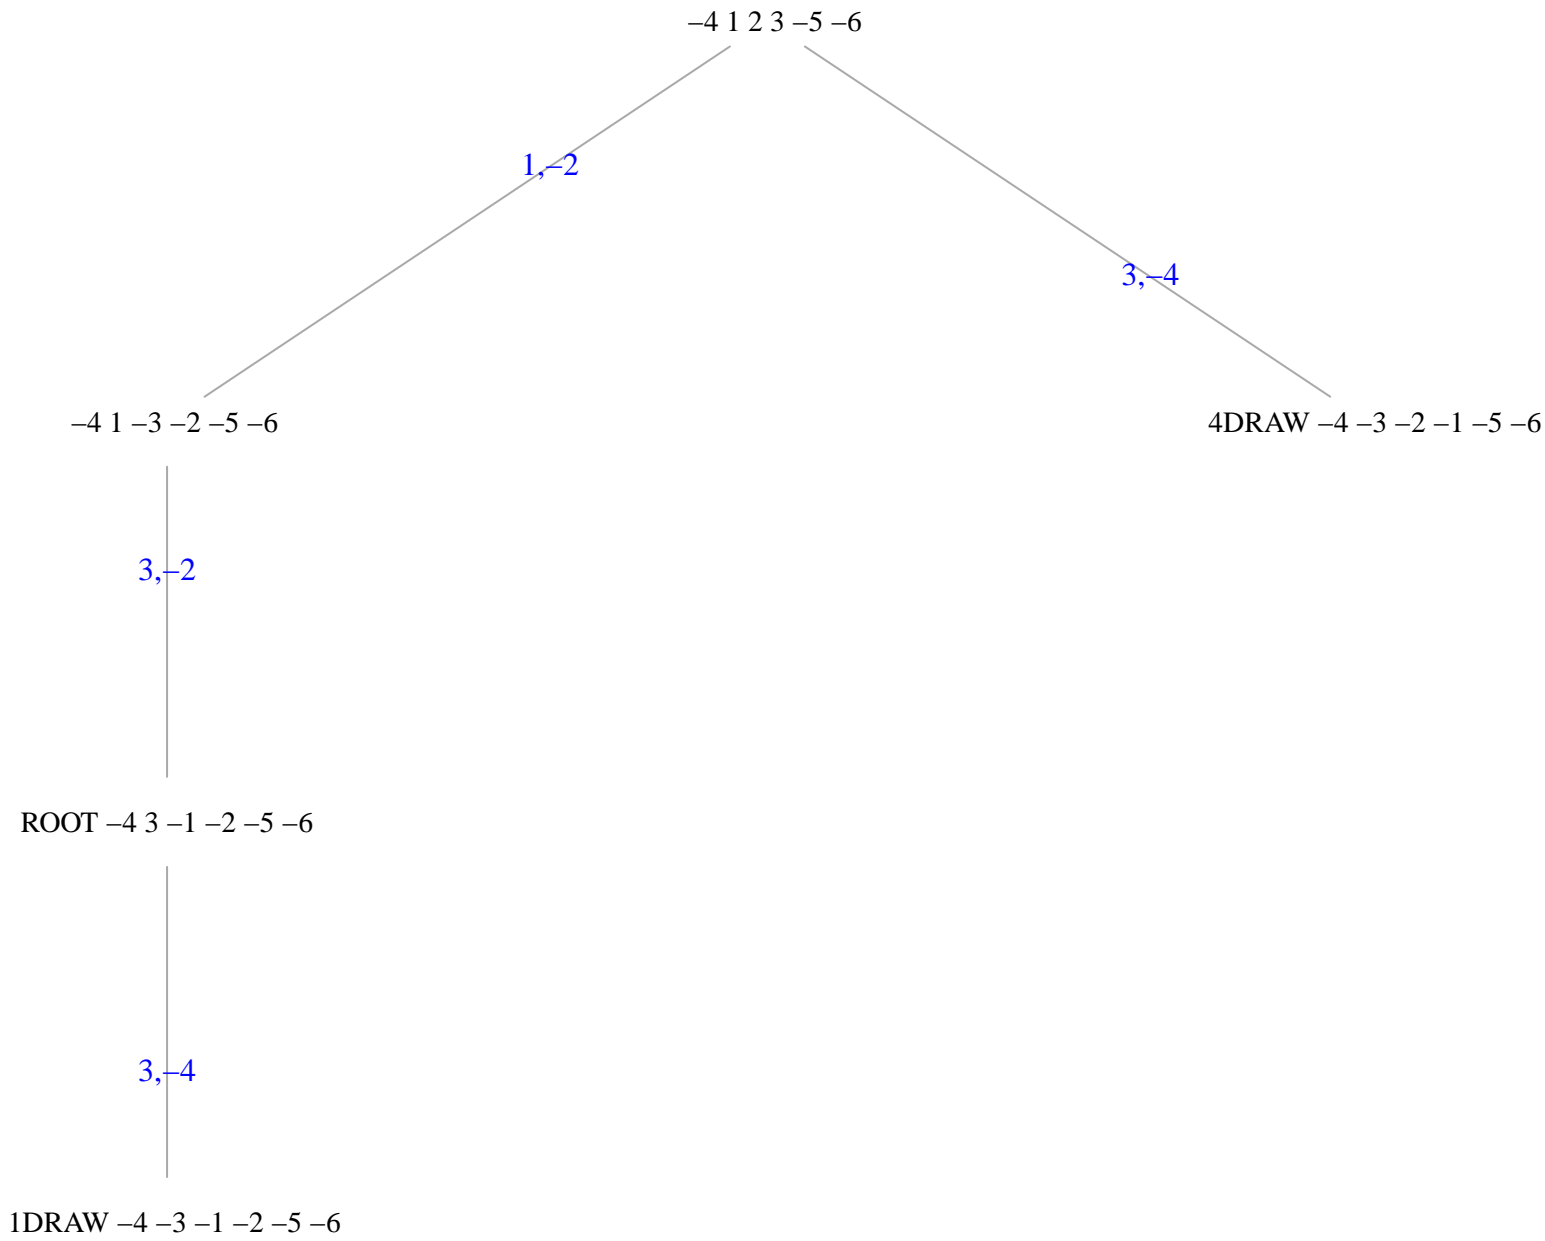 –4 1 2 3 –5 –6
1,–2
3,–4
–4 1 –3 –2 –5 –6
4DRAW –4 –3 –2 –1 –5 –6
3,–2
ROOT –4 3 –1 –2 –5 –6
3,–4
1DRAW –4 –3 –1 –2 –5 –6